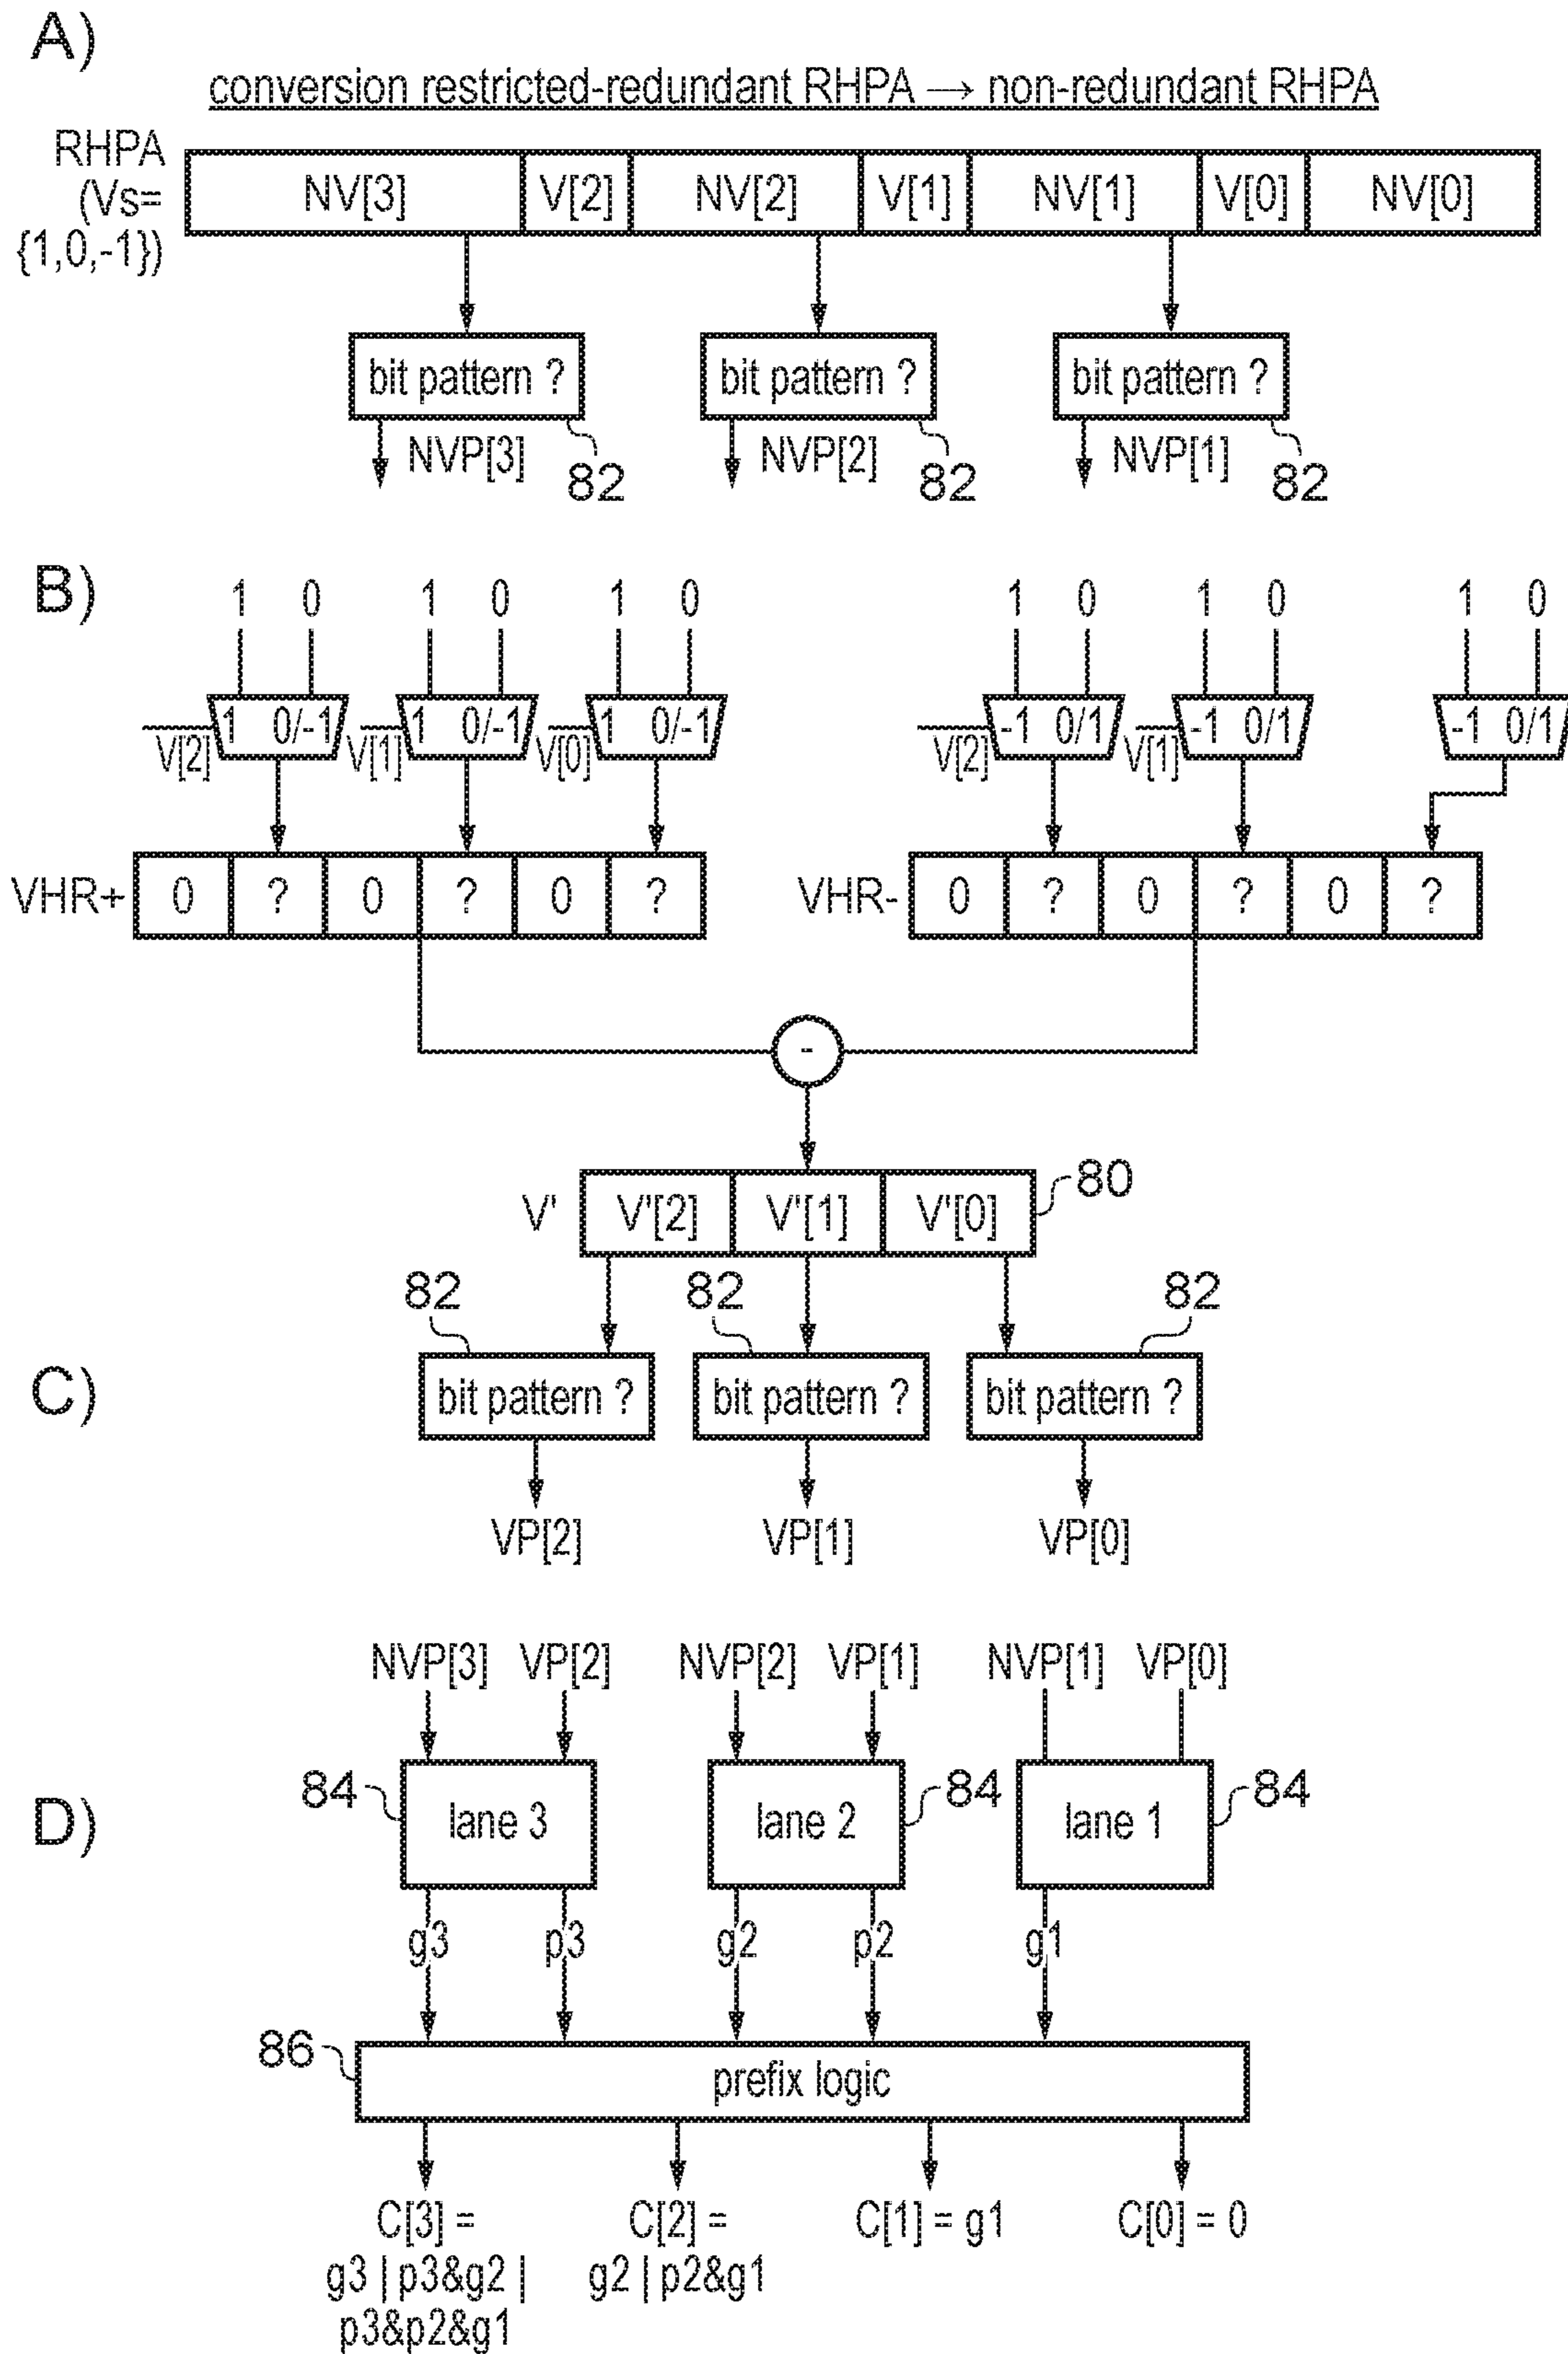 A)
conversion restricted-redundant RHPA → non-redundant RHPA
RHPA
(Vs=
{1,0,-1})
NV[3] V[2] NV[2] V[1] NV[1] V[0] NV[0]
bit pattern ? bit pattern ? bit pattern ?
NVP[3] 82 NVP[2] 82 NVP[1] 82
B)
1 0 1 0 1 0 1 0 1 0 1 0
1 0/-1 1 0/-1 1 0/-1 -1 0/1 -1 0/1 -1 0/1
V[2] V[1] V[0] V[2] V[1]
VHR+ 0 ? 0 ? 0 ? VHR- 0 ? 0 ? 0 ?
-
V' V'[2] V'[1] V'[0] 80
82 82 82
C)
bit pattern ? bit pattern ? bit pattern ?
VP[2] VP[1] VP[0]
NVP[3] VP[2] NVP[2] VP[1] NVP[1] VP[0]
D)
84 lane 3 lane 2 84 lane 1 84
g3 p3 g2 p2 g1
86 prefix logic
C[3] = C[2] = C[1] = g1 C[0] = 0
g3 | p3&g2 | g2 | p2&g1
p3&p2&g1